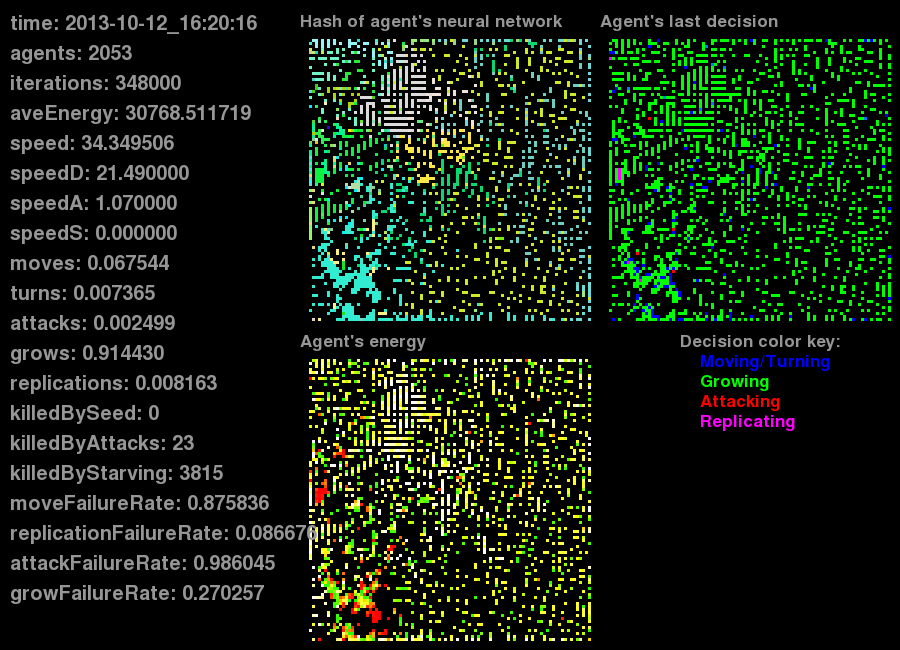 time: 2013-10-12_16:20:16
agents: 2053
iterations: 348000
aveEnergy: 30768.511719
speed: 34.349506
speedD: 21.490000
speedA: 1.070000
speedS: 0.000000
moves: 0.067544
turns: 0.007365
attacks: 0.002499
grows: 0.914430
replications: 0.008163
killedBySeed: 0
killedByAttacks: 23
killedByStarving: 3815
moveFailureRate: 0.875836
replicationFailureRate: 0.086676
attackFailureRate: 0.986045
growFailureRate: 0.270257
Hash of agent's neural network
Agent's last decision
Agent's energy
Decision color key:
Moving/Turning
Growing
Attacking
Replicating